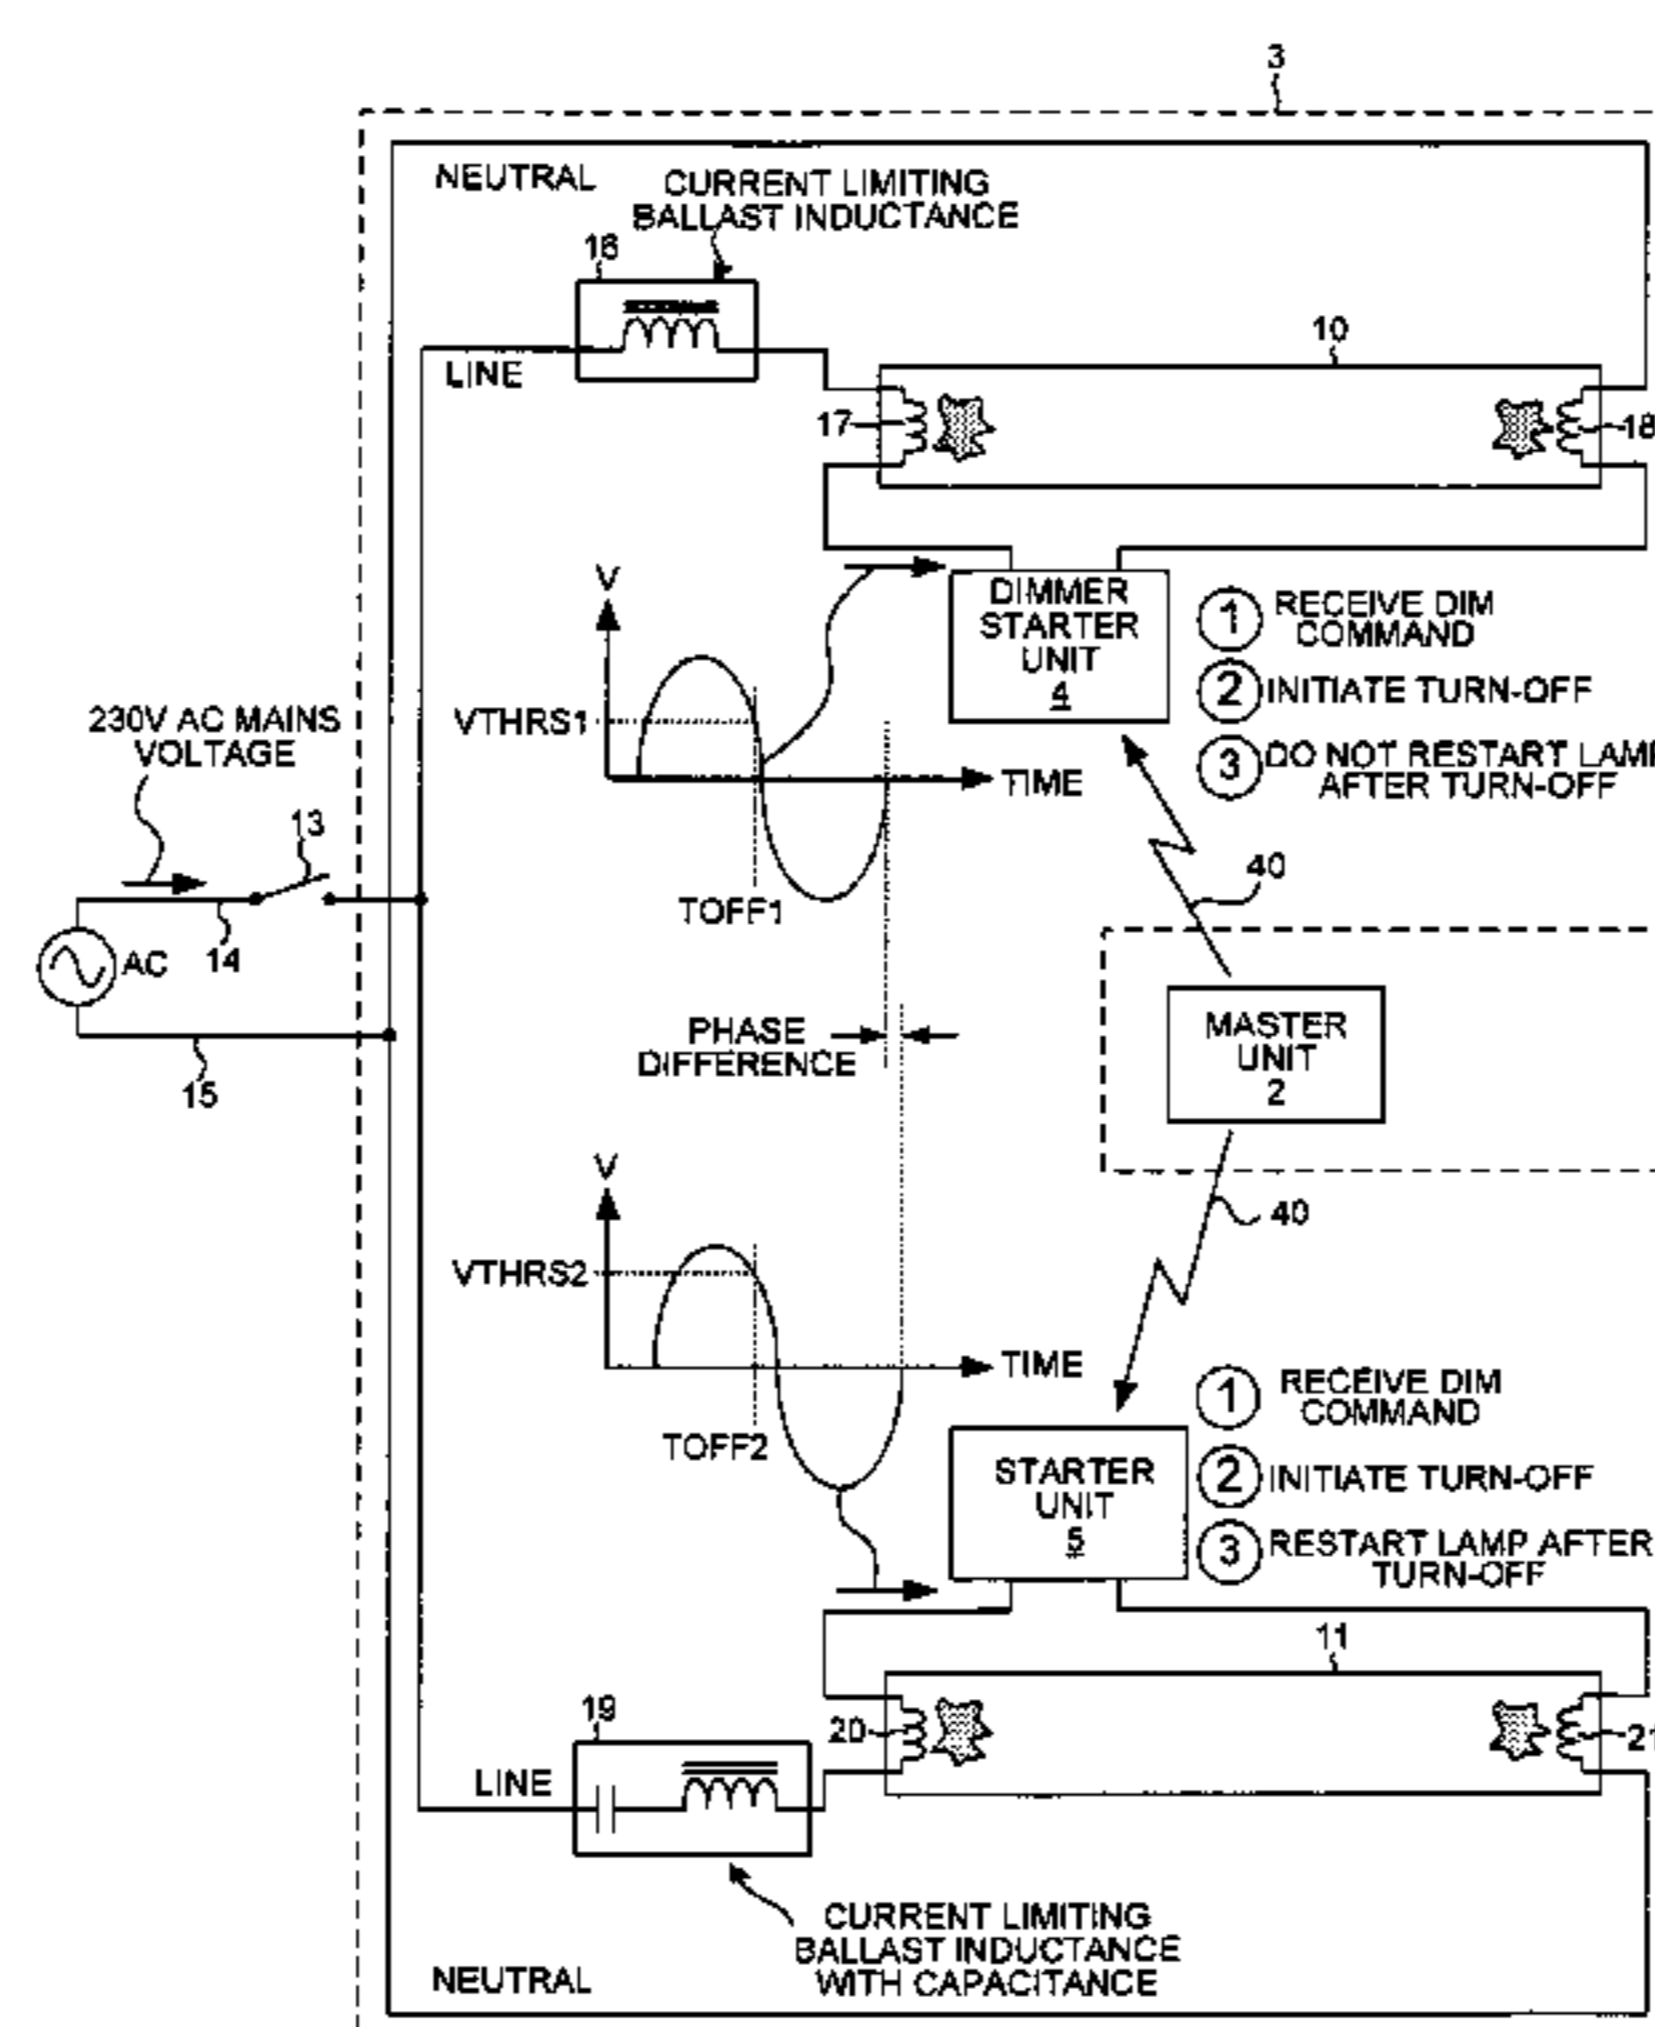 3
NEUTRAL
CURRENT LIMITING
BALLAST INDUCTANCE
16
10
LINE
17
18
V
DIMMER
STARTER
UNIT
4
1 RECEIVE DIM
COMMAND
2 INITIATE TURN-OFF
3 DO NOT RESTART LAMP
AFTER TURN-OFF
VTHRS1
TIME
TOFF1
230V AC MAINS
VOLTAGE
13
AC
14
15
40
PHASE
DIFFERENCE
MASTER
UNIT
2
40
V
VTHRS2
TIME
TOFF2
STARTER
UNIT
5
1 RECEIVE DIM
COMMAND
2 INITIATE TURN-OFF
3 RESTART LAMP AFTER
TURN-OFF
11
19
20
21
LINE
CURRENT LIMITING
BALLAST INDUCTANCE
WITH CAPACITANCE
NEUTRAL